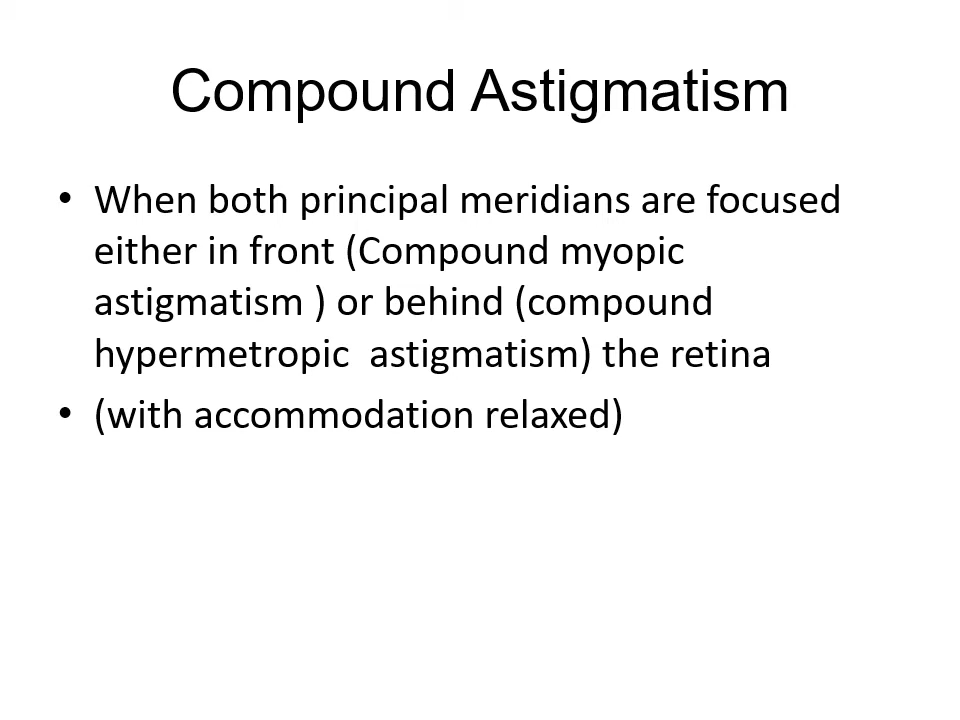 Compound Astigmatism
• When both principal meridians are focused
either in front (Compound myopic
astigmatism ) or behind (compound
hypermetropic  astigmatism) the retina
• (with accommodation relaxed)